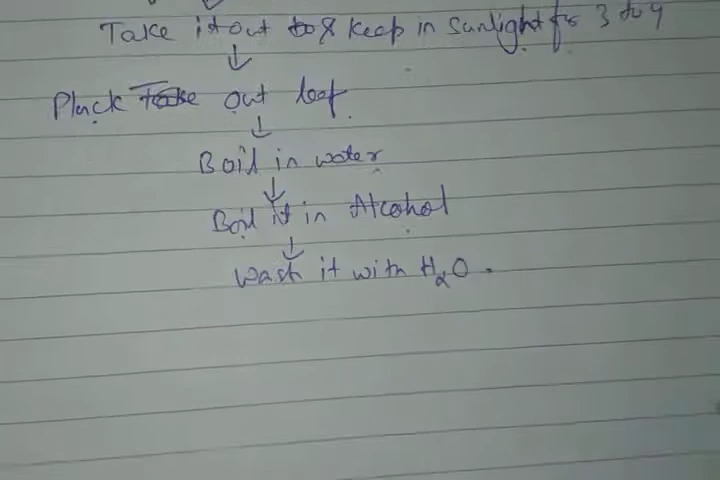 Take it out to & keep in sunlight for 3 to 4
↓
Pluck out leaf.
↓
Boil in water
↓
Boil it in Alcohol
↓
Wash it with H₂O.